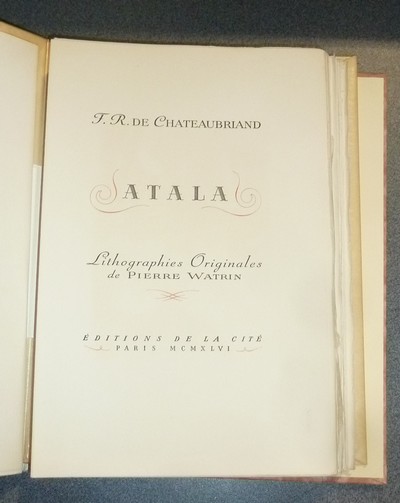 F. R. DE CHATEAUBRIAND
ATALA
Lithographies Originales
de PIERRE WATRIN
ÉDITIONS DE LA CITÉ
PARIS MCMXLVI